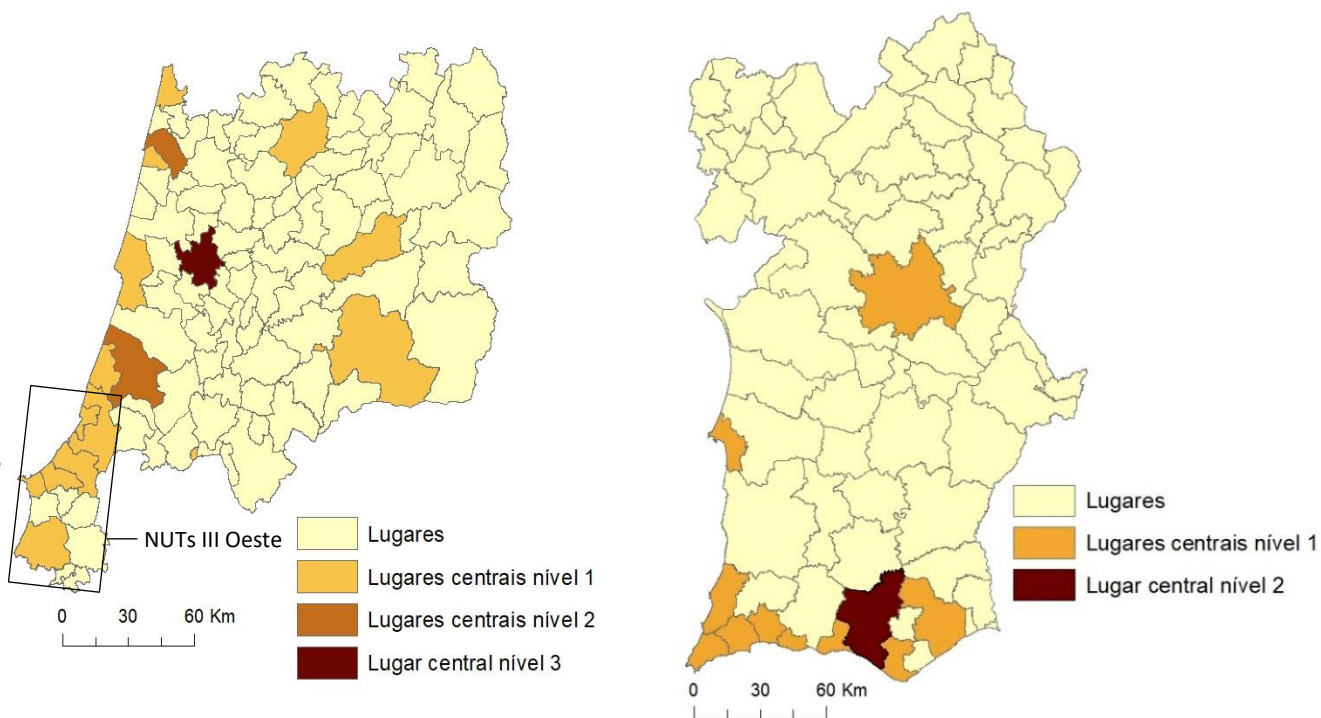 NUTs III Oeste
Lugares
Lugares centrais nível 1
Lugares centrais nível 2
Lugar central nível 3
0 30 60 Km
Lugares
Lugares centrais nível 1
Lugar central nível 2
0 30 60 Km